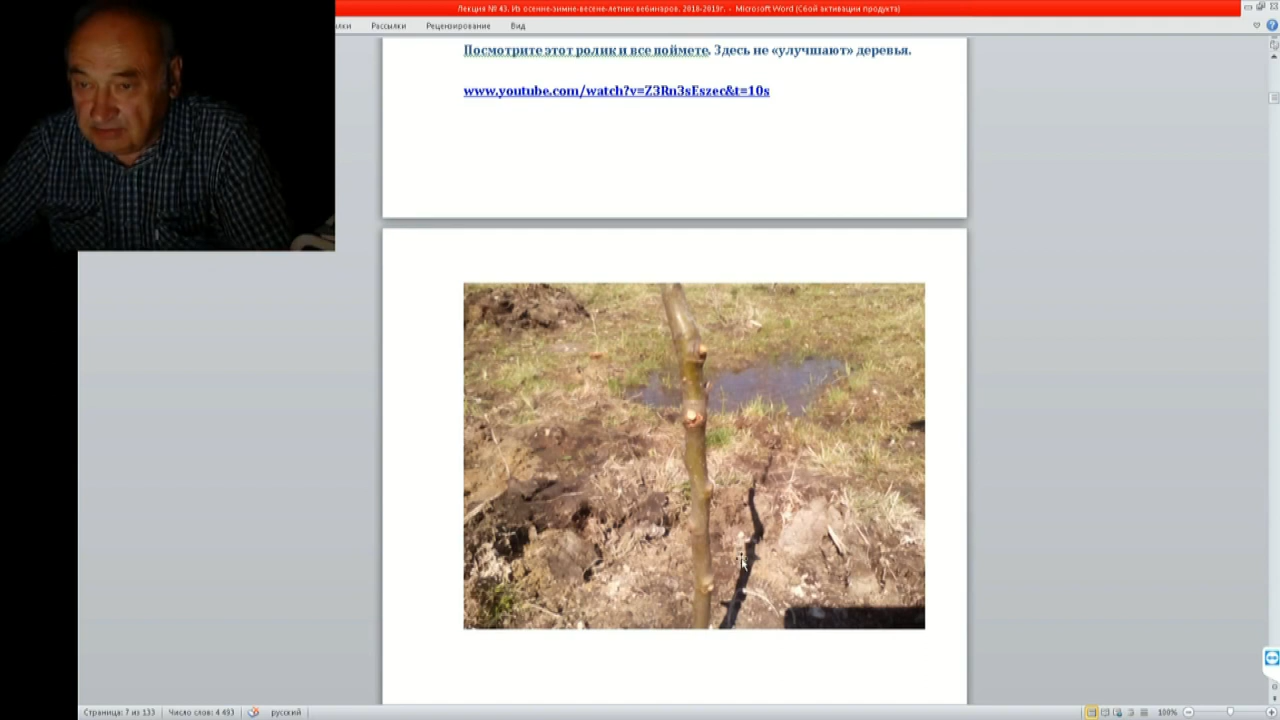 Лекция № 43. Из осенне-зимне-весене-летних вебинаров. 2018-2019г. - Microsoft Word (Сбой активации продукта)
лки Рассылки Рецензирование Вид
Посмотрите этот ролик и все поймете. Здесь не «улучшают» деревья.
www.youtube.com/watch?v=Z3Rn3sEszec&t=10s
Страница: 7 из 133 Число слов: 4 493 русский 100%